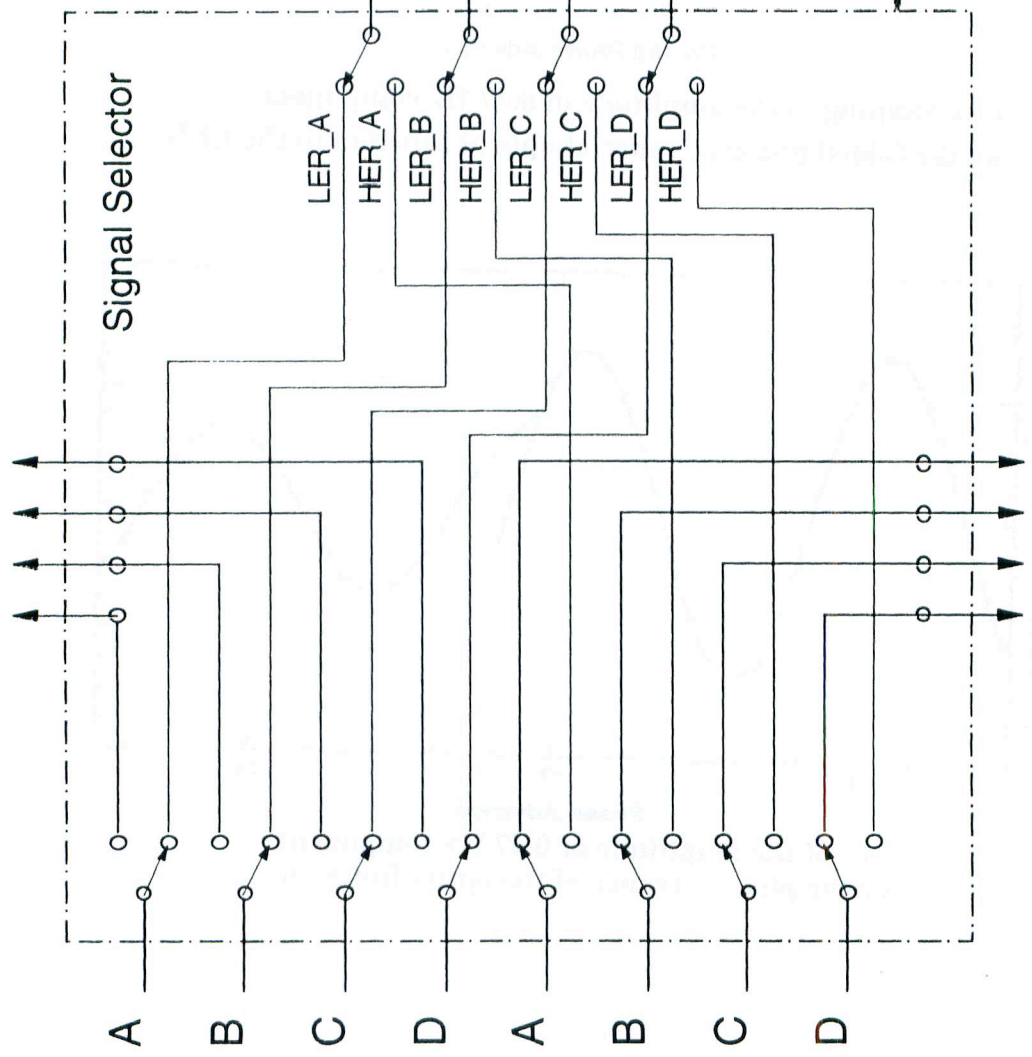 Signal Selector
LER_A
HER_A
LER_B
HER_B
LER_C
HER_C
LER_D
HER_D
A
B
C
D
A
B
C
D